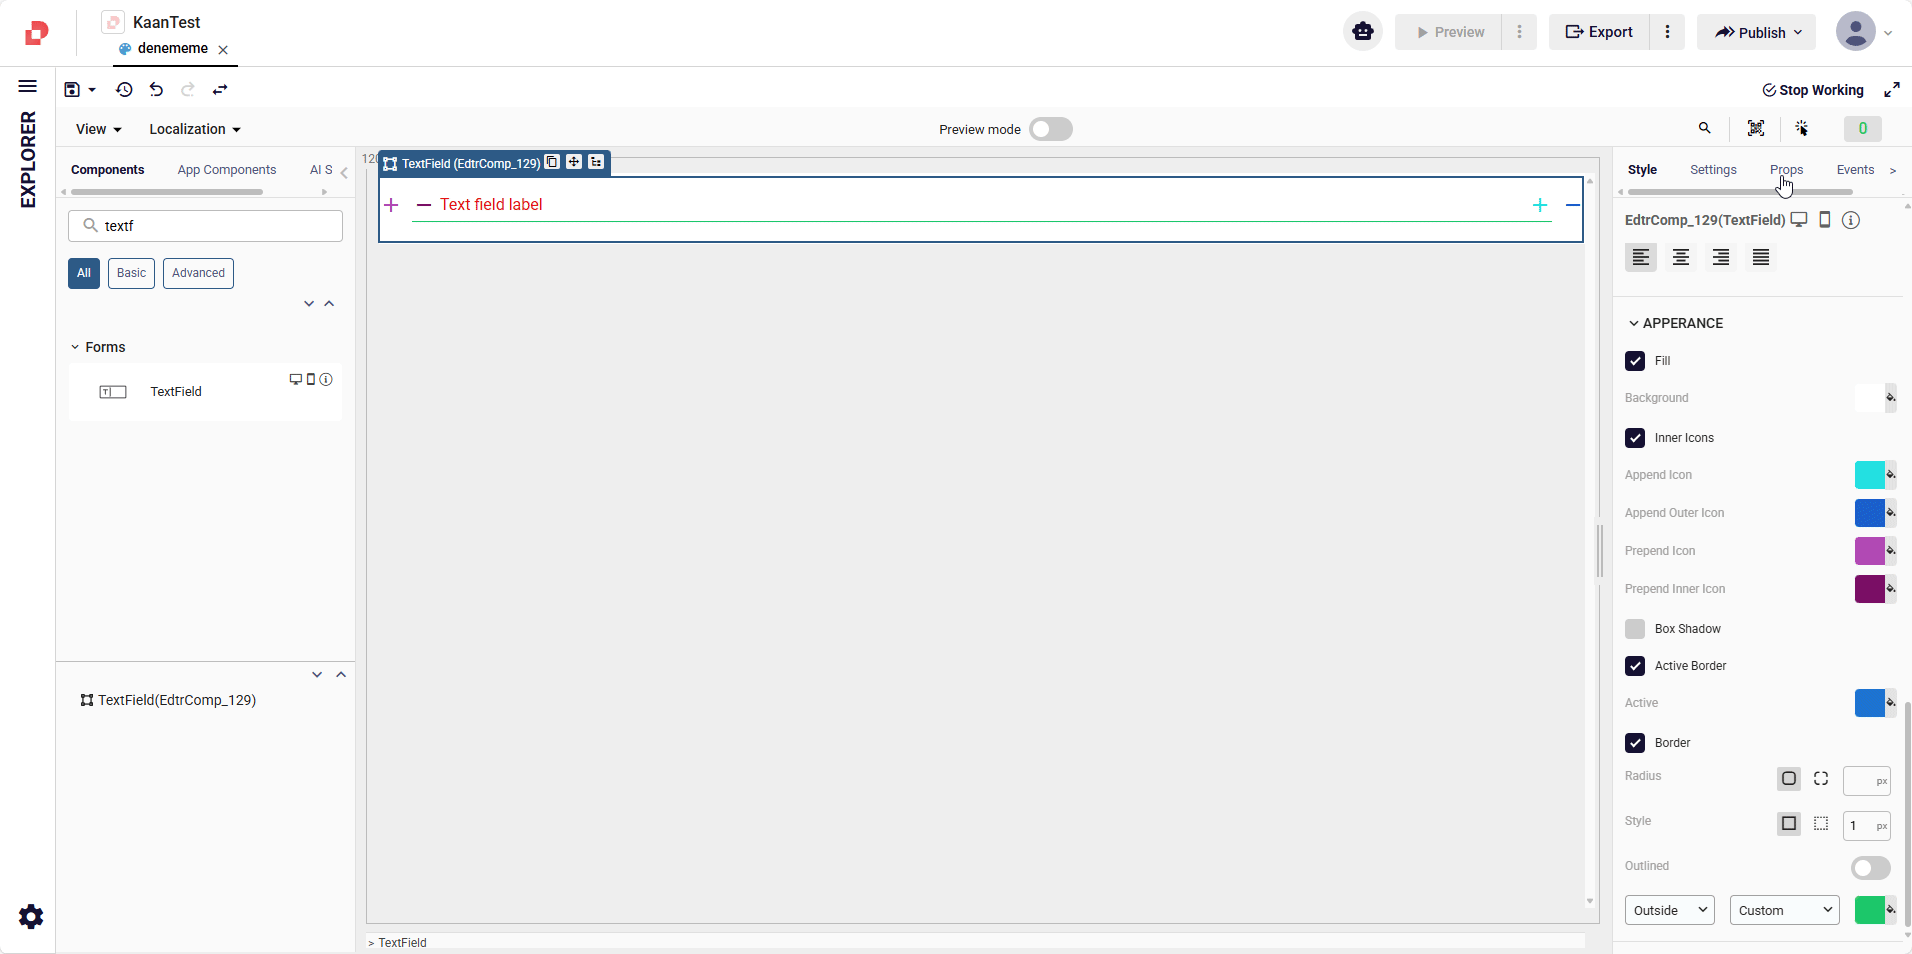 KaanTest
denememe
Preview
Export
Publish
EXPLORER
Stop Working
View
Localization
Preview mode
0
Components
App Components
AI S
120
TextField (EdtrComp_129)
Style
Settings
Props
Events
>
textf
Text field label
EdtrComp_129(TextField)
All
Basic
Advanced
APPERANCE
Forms
Fill
TextField
Background
Inner Icons
Append Icon
Append Outer Icon
Prepend Icon
Prepend Inner Icon
Box Shadow
Active Border
TextField(EdtrComp_129)
Active
Border
Radius
px
Style
1 px
Outlined
Outside
Custom
> TextField